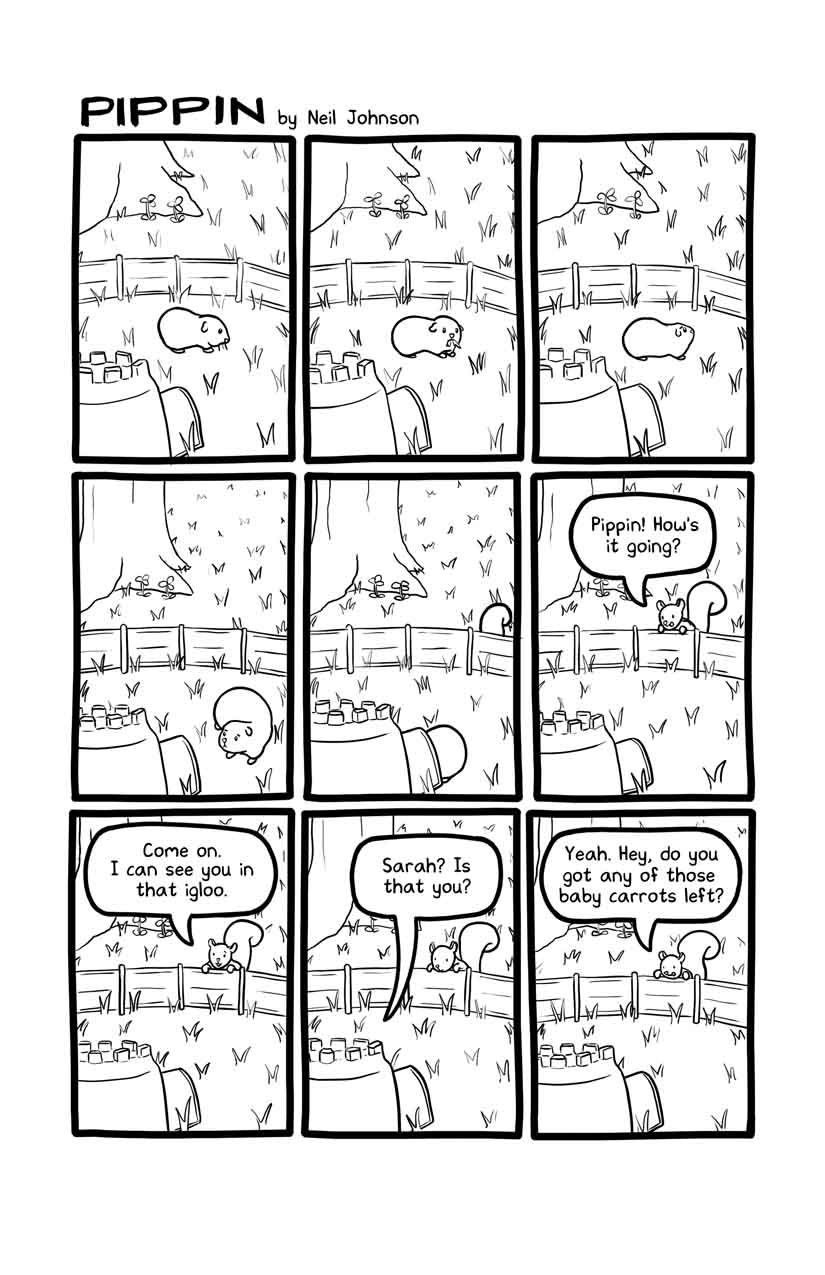 PIPPIN by Neil Johnson
Pippin! How's
it going?
Come on.
I can see you in
that igloo.
Sarah? Is
that you?
Yeah. Hey, do you
got any of those
baby carrots left?